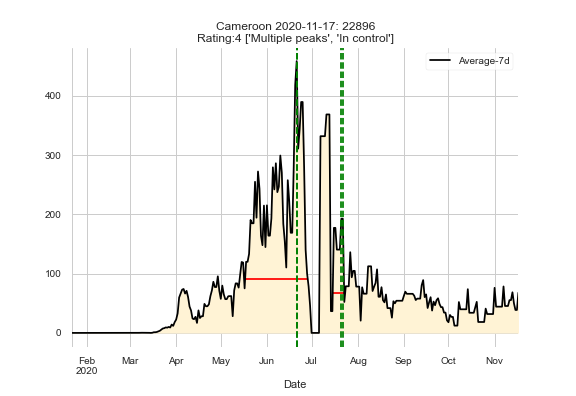 Cameroon 2020-11-17: 22896
Rating:4 ['Multiple peaks', 'In control']
Average-7d
400
300
200
100
0
Feb Mar Apr May Jun Jul Aug Sep Oct Nov
2020
Date